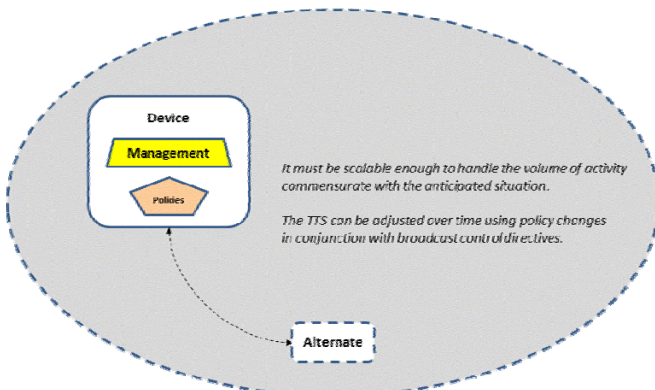 Device
Management
Policies
It must be scalable enough to handle the volume of activity
commensurate with the anticipated situation.
The TTS can be adjusted over time using policy changes
in conjunction with broadcast control directives.
Alternate